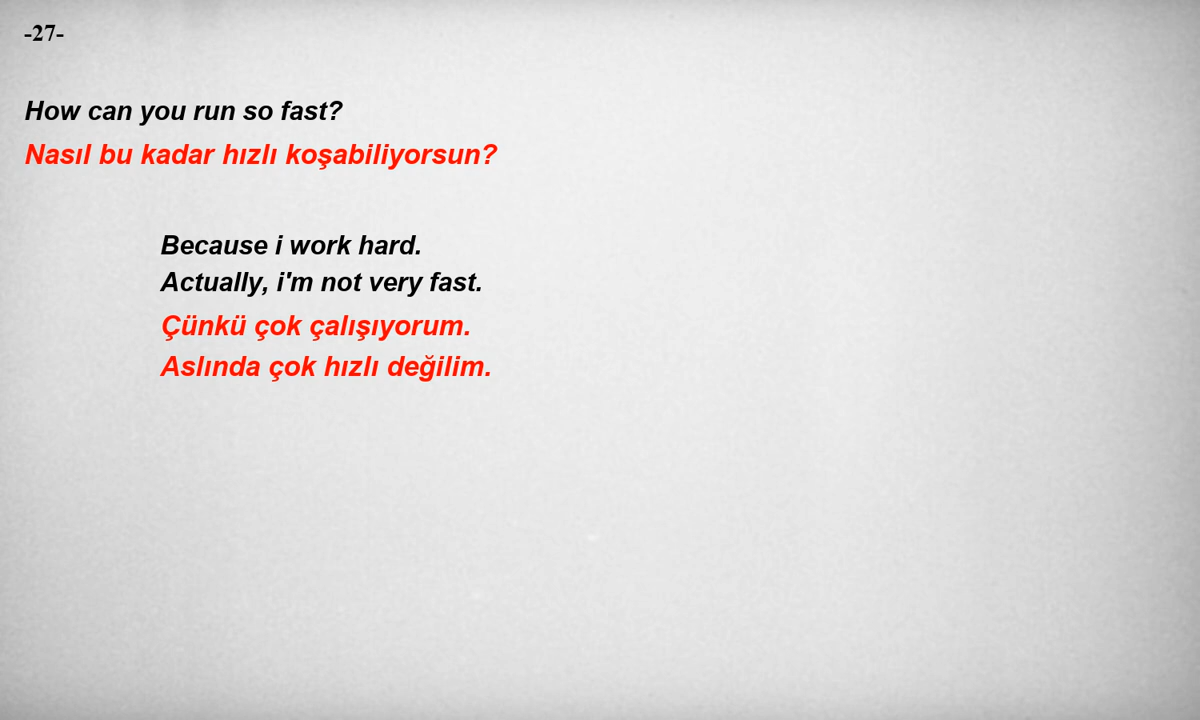 -27-
How can you run so fast?
Nasıl bu kadar hızlı koşabiliyorsun?
Because i work hard.
Actually, i'm not very fast.
Çünkü çok çalışıyorum.
Aslında çok hızlı değilim.